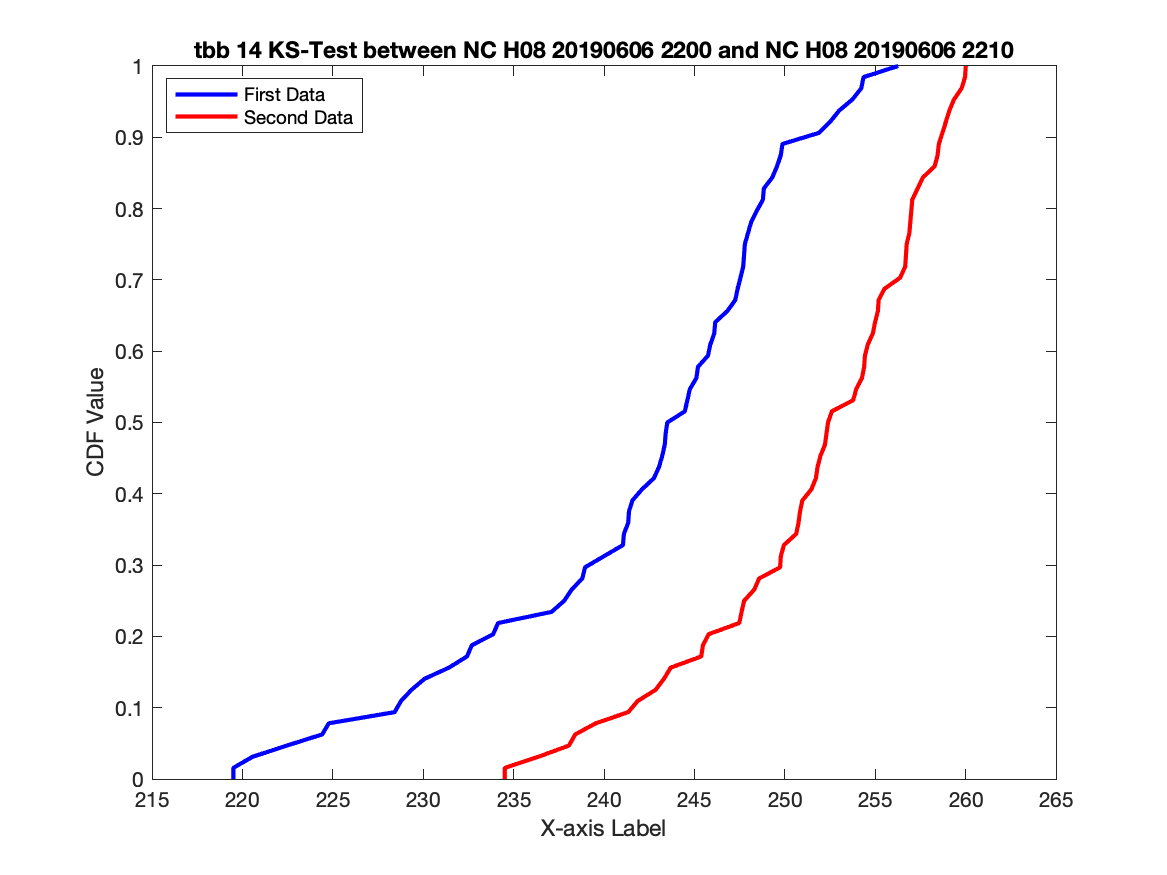 tbb 14 KS-Test between NC H08 20190606 2200 and NC H08 20190606 2210
First Data
Second Data
1
0.9
0.8
0.7
0.6
0.5
0.4
0.3
0.2
0.1
0
CDF Value
215 220 225 230 235 240 245 250 255 260 265
X-axis Label